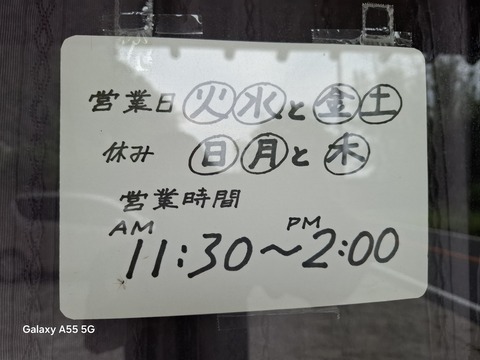 営業日 火 水 と 金 土
休み 日 月 と 木
営業時間
AM 11:30～PM 2:00
Galaxy A55 5G